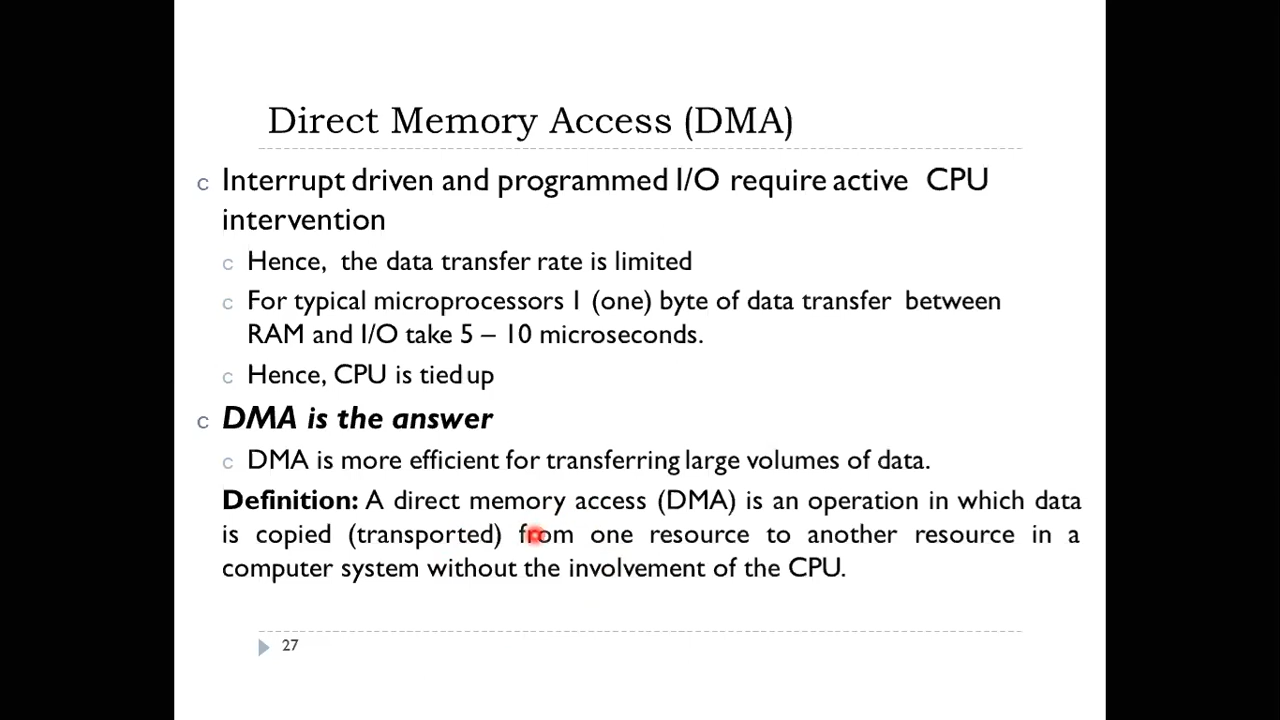 Direct Memory Access (DMA)
c Interrupt driven and programmed I/O require active CPU
intervention
c Hence, the data transfer rate is limited
c For typical microprocessors 1 (one) byte of data transfer between
RAM and I/O take 5 – 10 microseconds.
c Hence, CPU is tied up
c DMA is the answer
c DMA is more efficient for transferring large volumes of data.
Definition: A direct memory access (DMA) is an operation in which data
is copied (transported) from one resource to another resource in a
computer system without the involvement of the CPU.
27